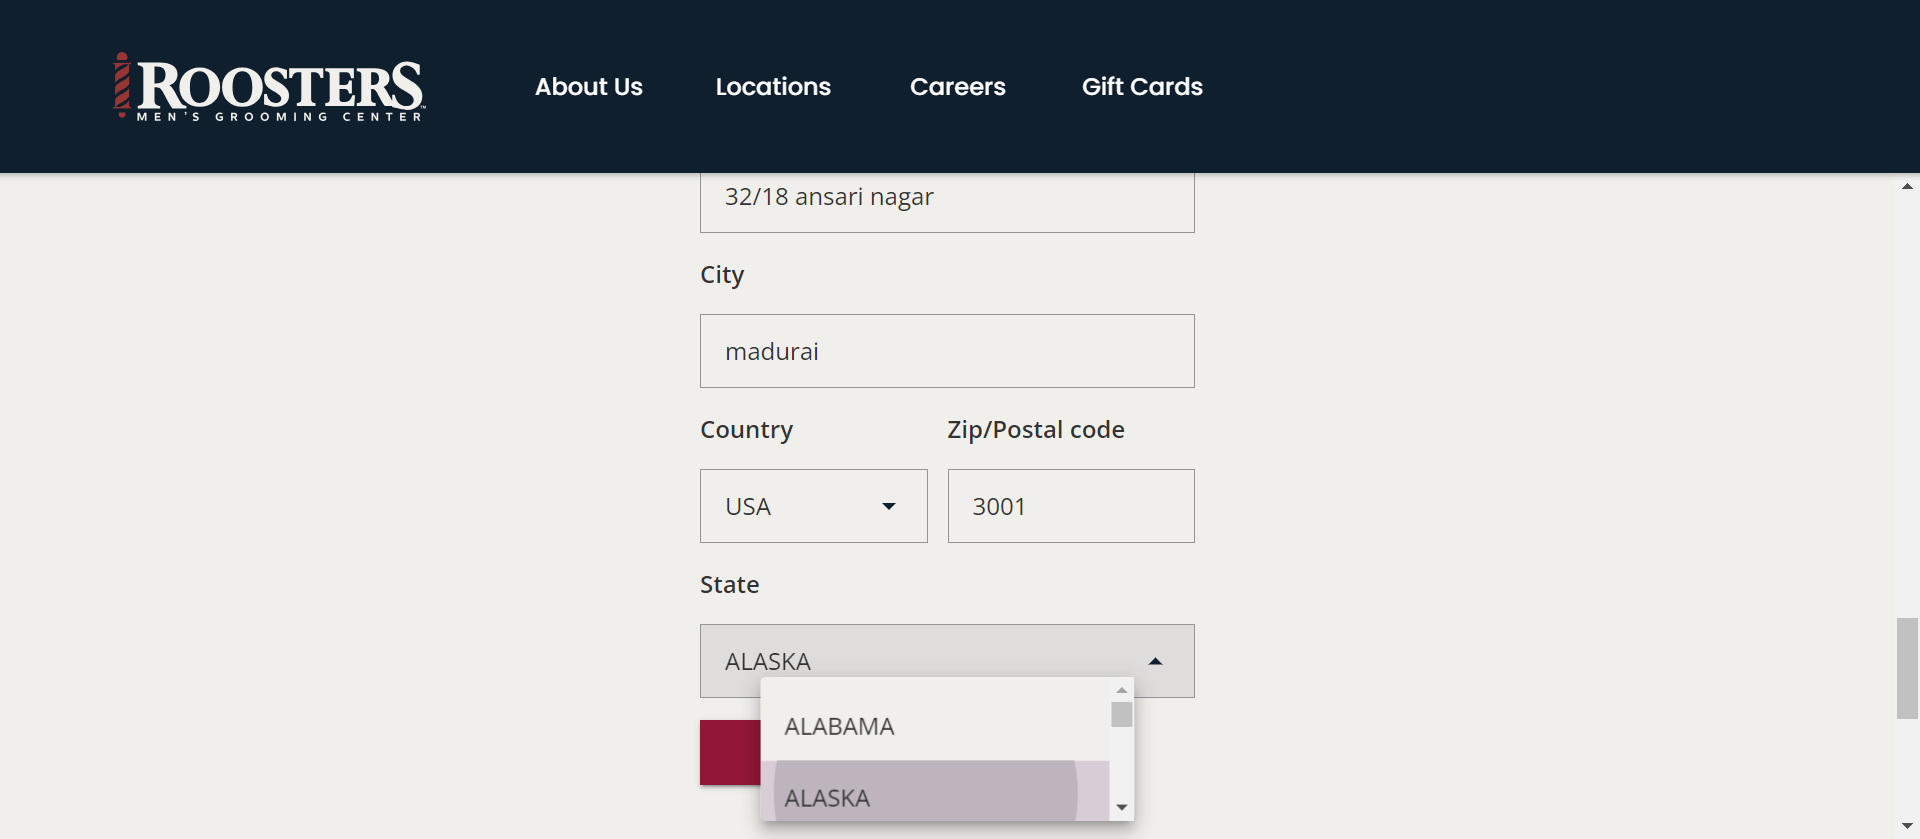 ROOSTERS™
MEN'S GROOMING CENTER
About Us
Locations
Careers
Gift Cards
32/18 ansari nagar
City
madurai
Country
Zip/Postal code
USA
3001
State
ALASKA
ALABAMA
ALASKA